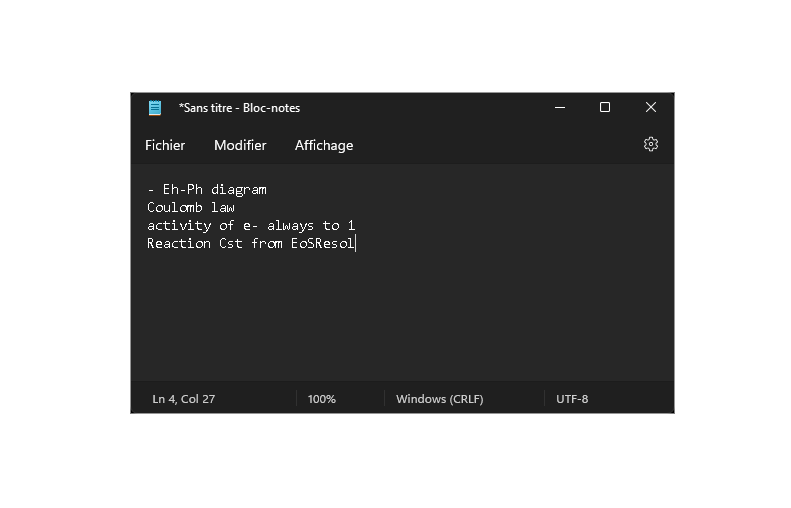 *Sans titre - Bloc-notes
Fichier Modifier Affichage
- Eh-Ph diagram
Coulomb law
activity of e- always to 1
Reaction Cst from EoSResol
Ln 4, Col 27 100% Windows (CRLF) UTF-8